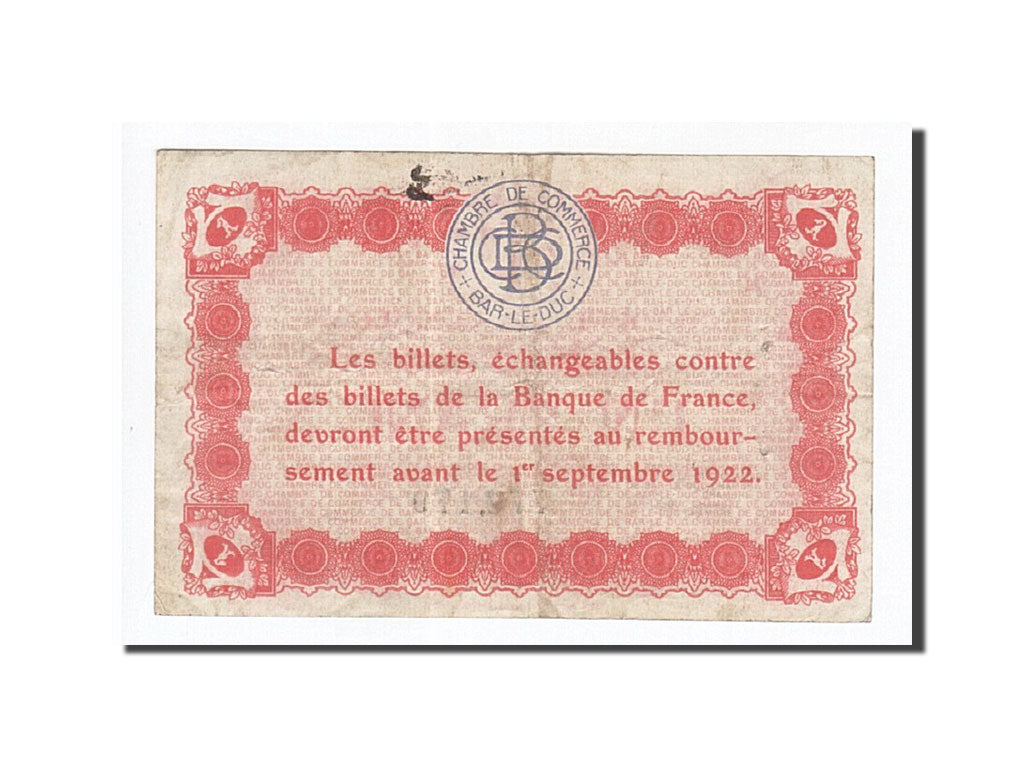 CHAMBRE DE COMMERCE
BAR-LE-DUC
Les billets, échangeables contre
des billets de la Banque de France,
devront être présentés au rembour-
sement avant le 1er septembre 1922.